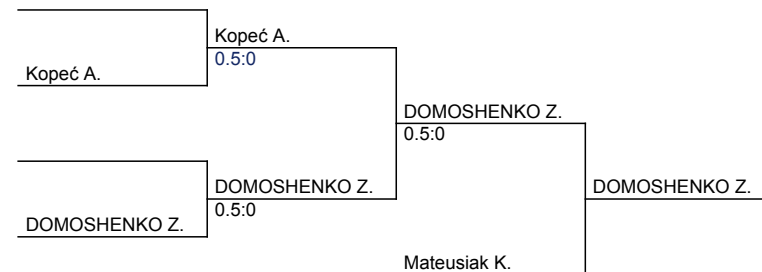 Kopeć A.
0.5:0
Kopeć A.
DOMOSHENKO Z.
0.5:0
DOMOSHENKO Z.
DOMOSHENKO Z.
0.5:0
DOMOSHENKO Z.
Mateusiak K.